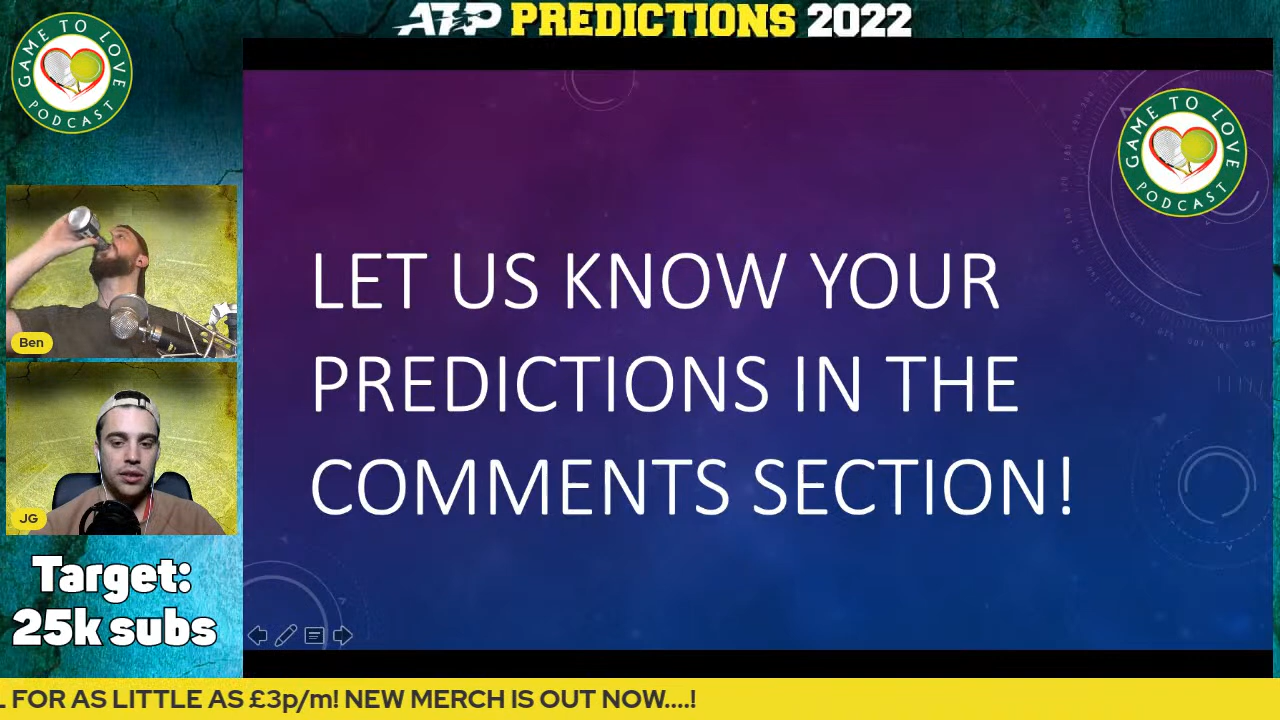 ATP PREDICTIONS 2022
GAME TO LOVE
PODCAST
GAME TO LOVE
PODCAST
LET US KNOW YOUR
PREDICTIONS IN THE
COMMENTS SECTION!
Ben
JG
Target:
25k subs
FOR AS LITTLE AS £3p/m! NEW MERCH IS OUT NOW....!